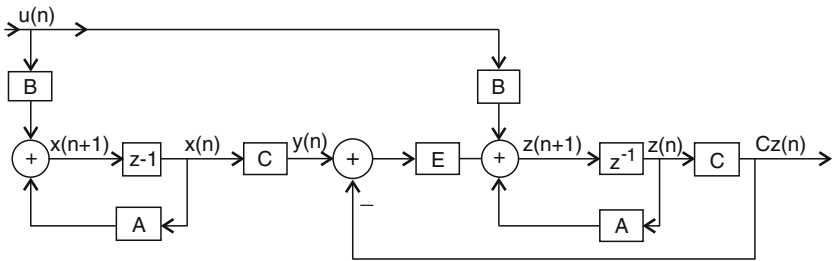 u(n)
B B
+ x(n+1) z-1 x(n) C y(n) + E + z(n+1) z⁻¹ z(n) C Cz(n)
−
A A